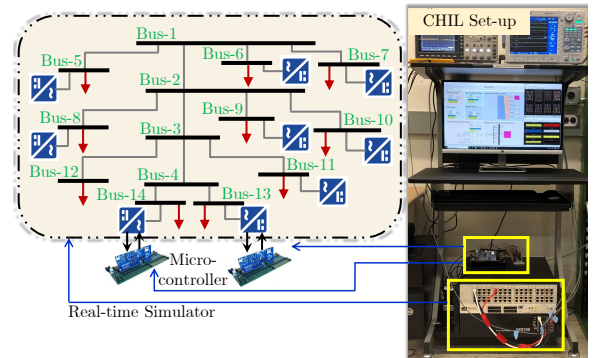 CHIL Set-up
Bus-1
Bus-5
Bus-6
Bus-7
Bus-2
Bus-8
Bus-9
Bus-10
Bus-3
Bus-12
Bus-4
Bus-11
Bus-14
Bus-13
Micro-
controller
Real-time Simulator